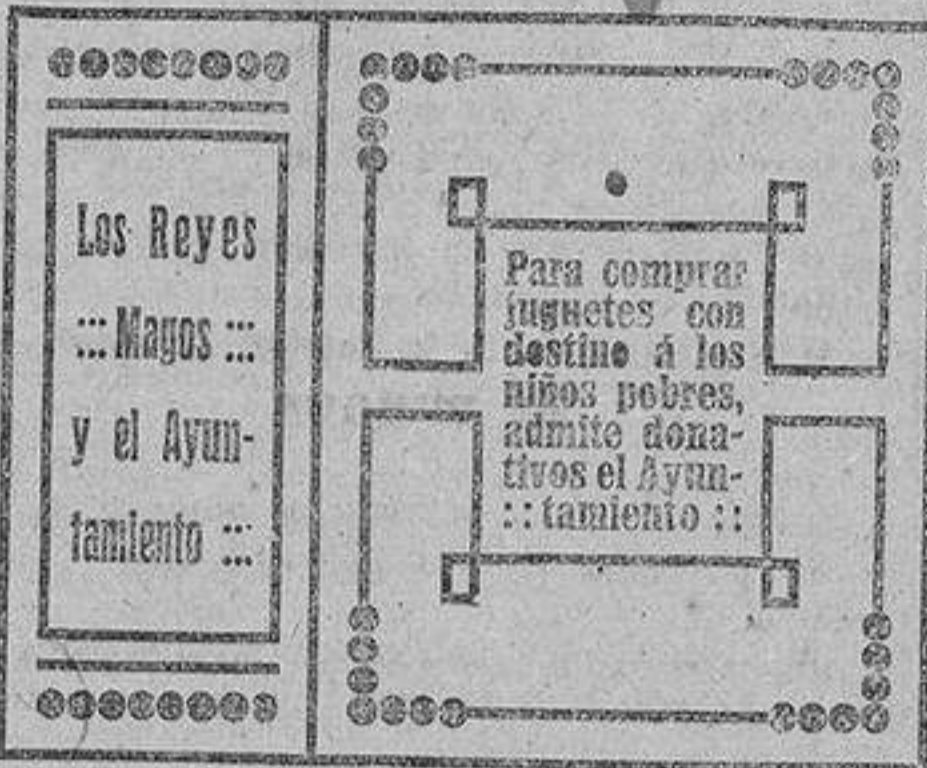 Los Reyes
::: Magos :::
y el Ayun-
tamiento :::
Para comprar
juguetes con
destino á los
niños pobres,
admite dona-
tivos el Ayun-
:: tamiento ::